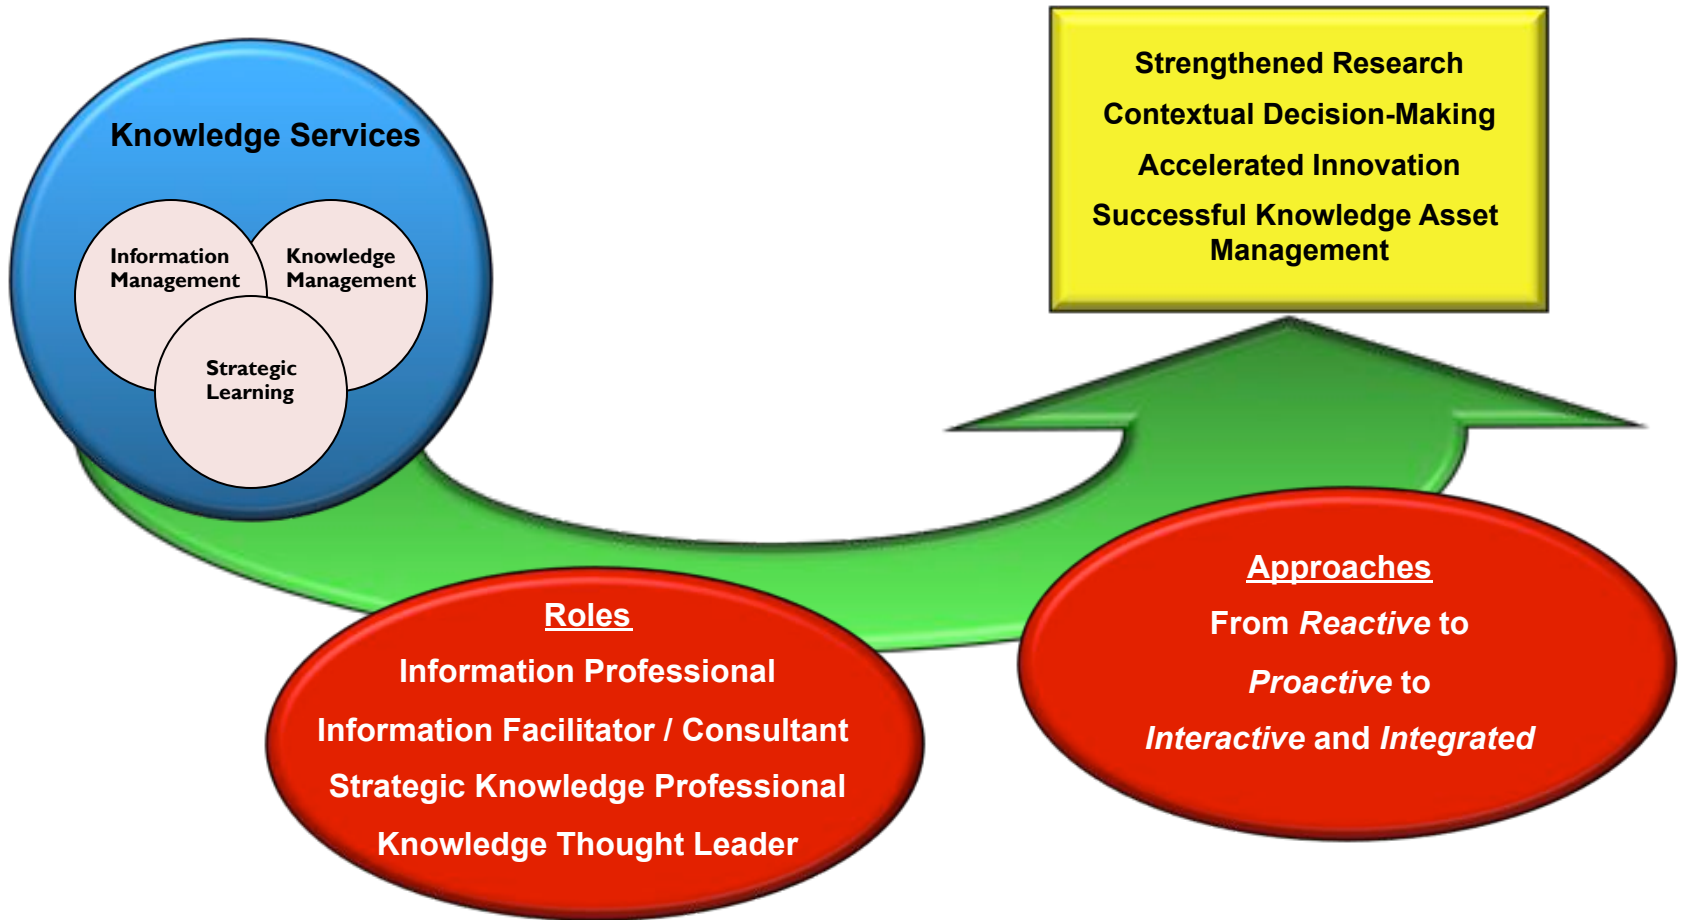 Knowledge Services
Information
Management
Knowledge
Management
Strategic
Learning
Strengthened Research
Contextual Decision-Making
Accelerated Innovation
Successful Knowledge Asset
Management
Roles
Information Professional
Information Facilitator / Consultant
Strategic Knowledge Professional
Knowledge Thought Leader
Approaches
From Reactive to
Proactive to
Interactive and Integrated